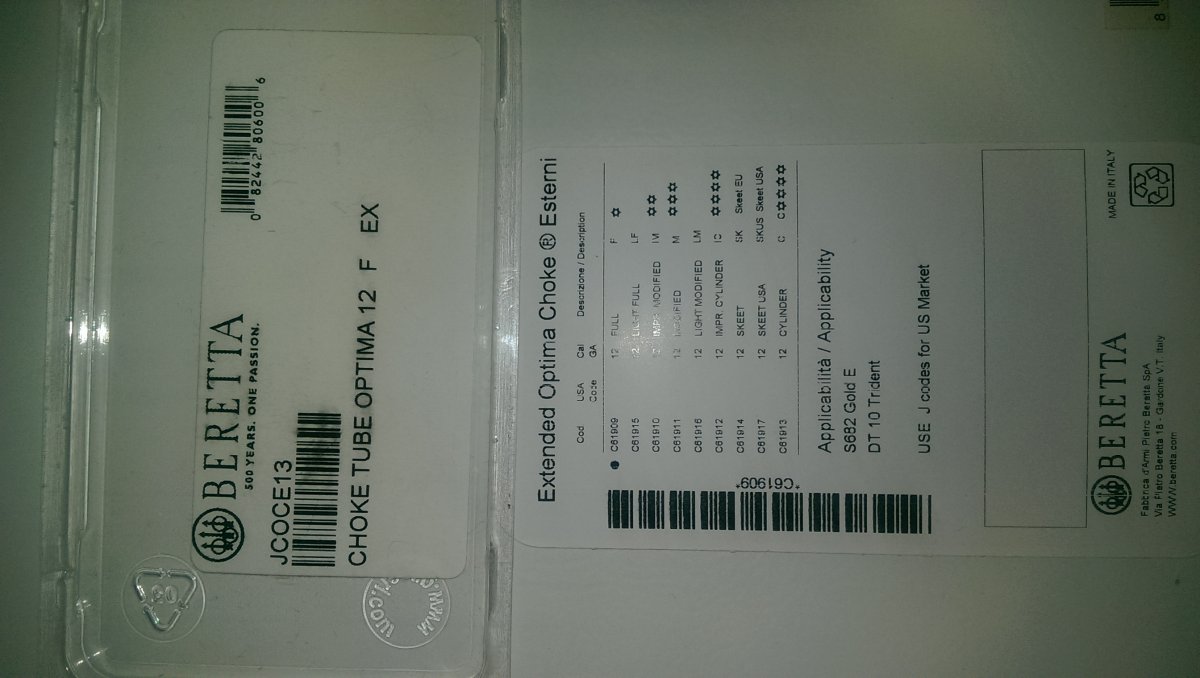 BERETTA
500 YEARS. ONE PASSION.
0 82442 80600 6
JCOCE13
CHOKE TUBE OPTIMA 12 F EX
Extended Optima Choke ® Esterni
Cod USA Code Cal GA Descrizione / Description
C61909 12 FULL F ✡
C61915 12 LIGHT FULL LF
C61910 12 IMPR. MODIFIED IM ✡✡
C61911 12 MODIFIED M ✡✡✡
C61916 12 LIGHT MODIFIED LM
C61912 12 IMPR. CYLINDER IC ✡✡✡✡
C61914 12 SKEET SK Skeet EU
C61917 12 SKEET USA SKUS Skeet USA
C61913 12 CYLINDER C C✡✡✡✡
*C61909*
Applicabilità / Applicability
S682 Gold E
DT 10 Trident
USE J codes for US Market
BERETTA
Fabbrica d'Armi Pietro Beretta SpA
Via Pietro Beretta 18 - Gardone V.T. Italy
WWW.beretta.com
MADE IN ITALY
03
8